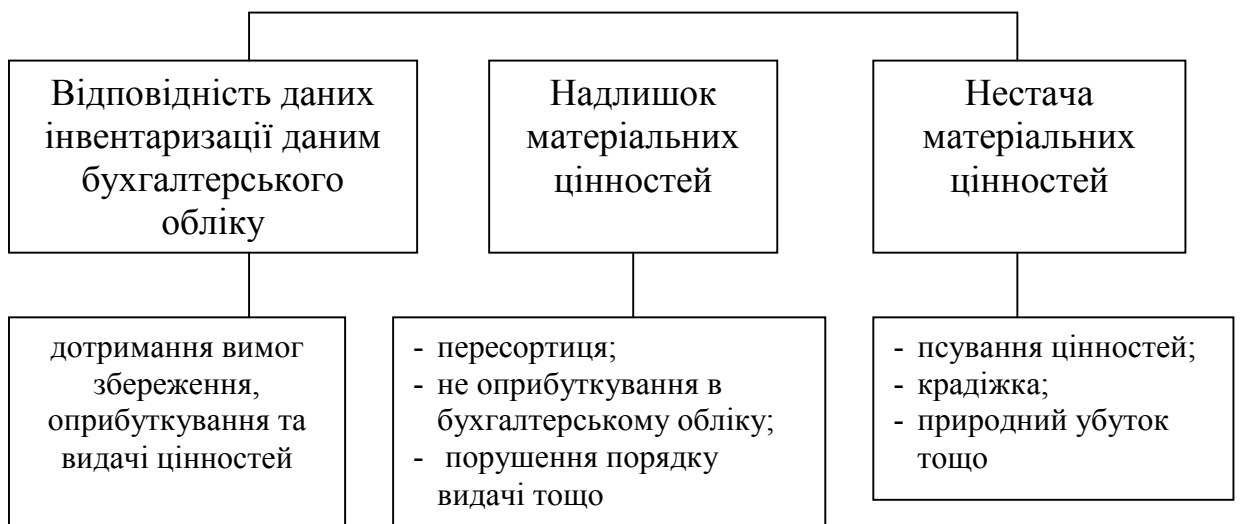 Відповідність даних
інвентаризації даним
бухгалтерського
обліку
Надлишок
матеріальних
цінностей
Нестача
матеріальних
цінностей
дотримання вимог
збереження,
оприбуткування та
видачі цінностей
- пересортиця;
- не оприбуткування в
бухгалтерському обліку;
- порушення порядку
видачі тощо
- псування цінностей;
- крадіжка;
- природний убуток
тощо